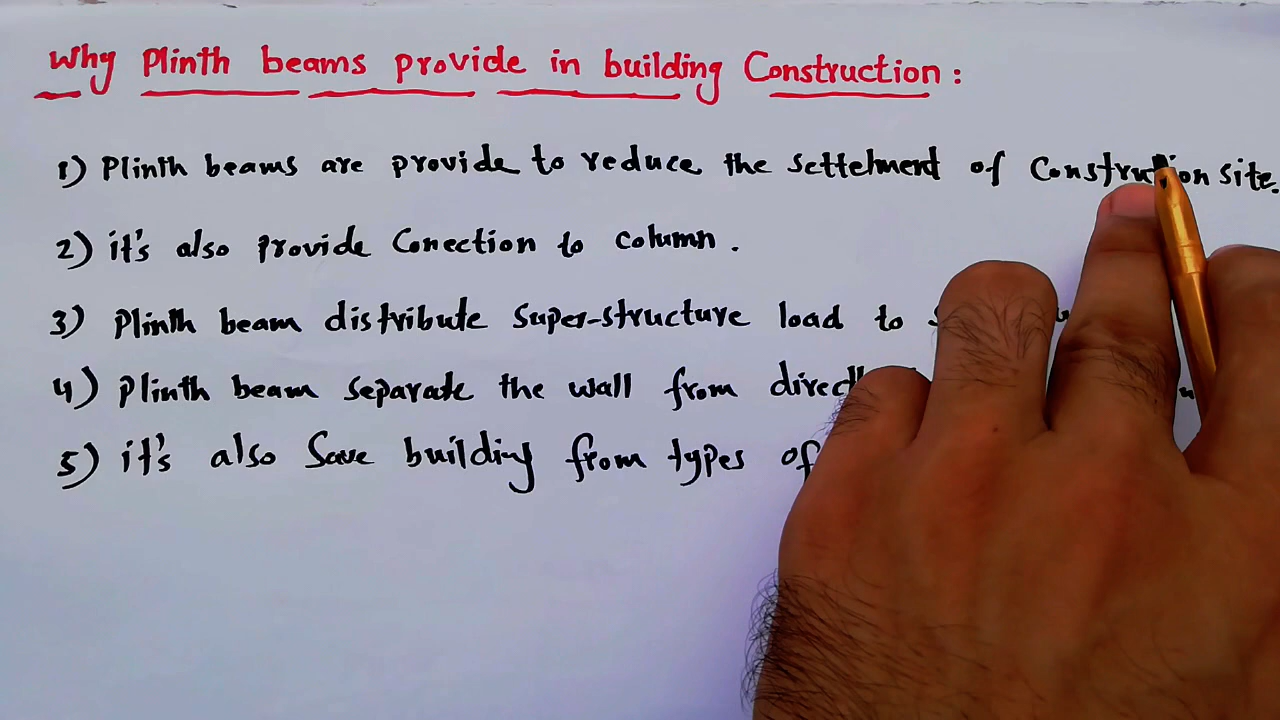 Why Plinth beams provide in building Construction :
1) Plinth beams are provide to reduce the settelment of Construction site.
2) it's also provide Conection to column .
3) Plinth beam distribute Super-structure load to
4) Plinth beam separate the wall from
5) it's also Save building from types of